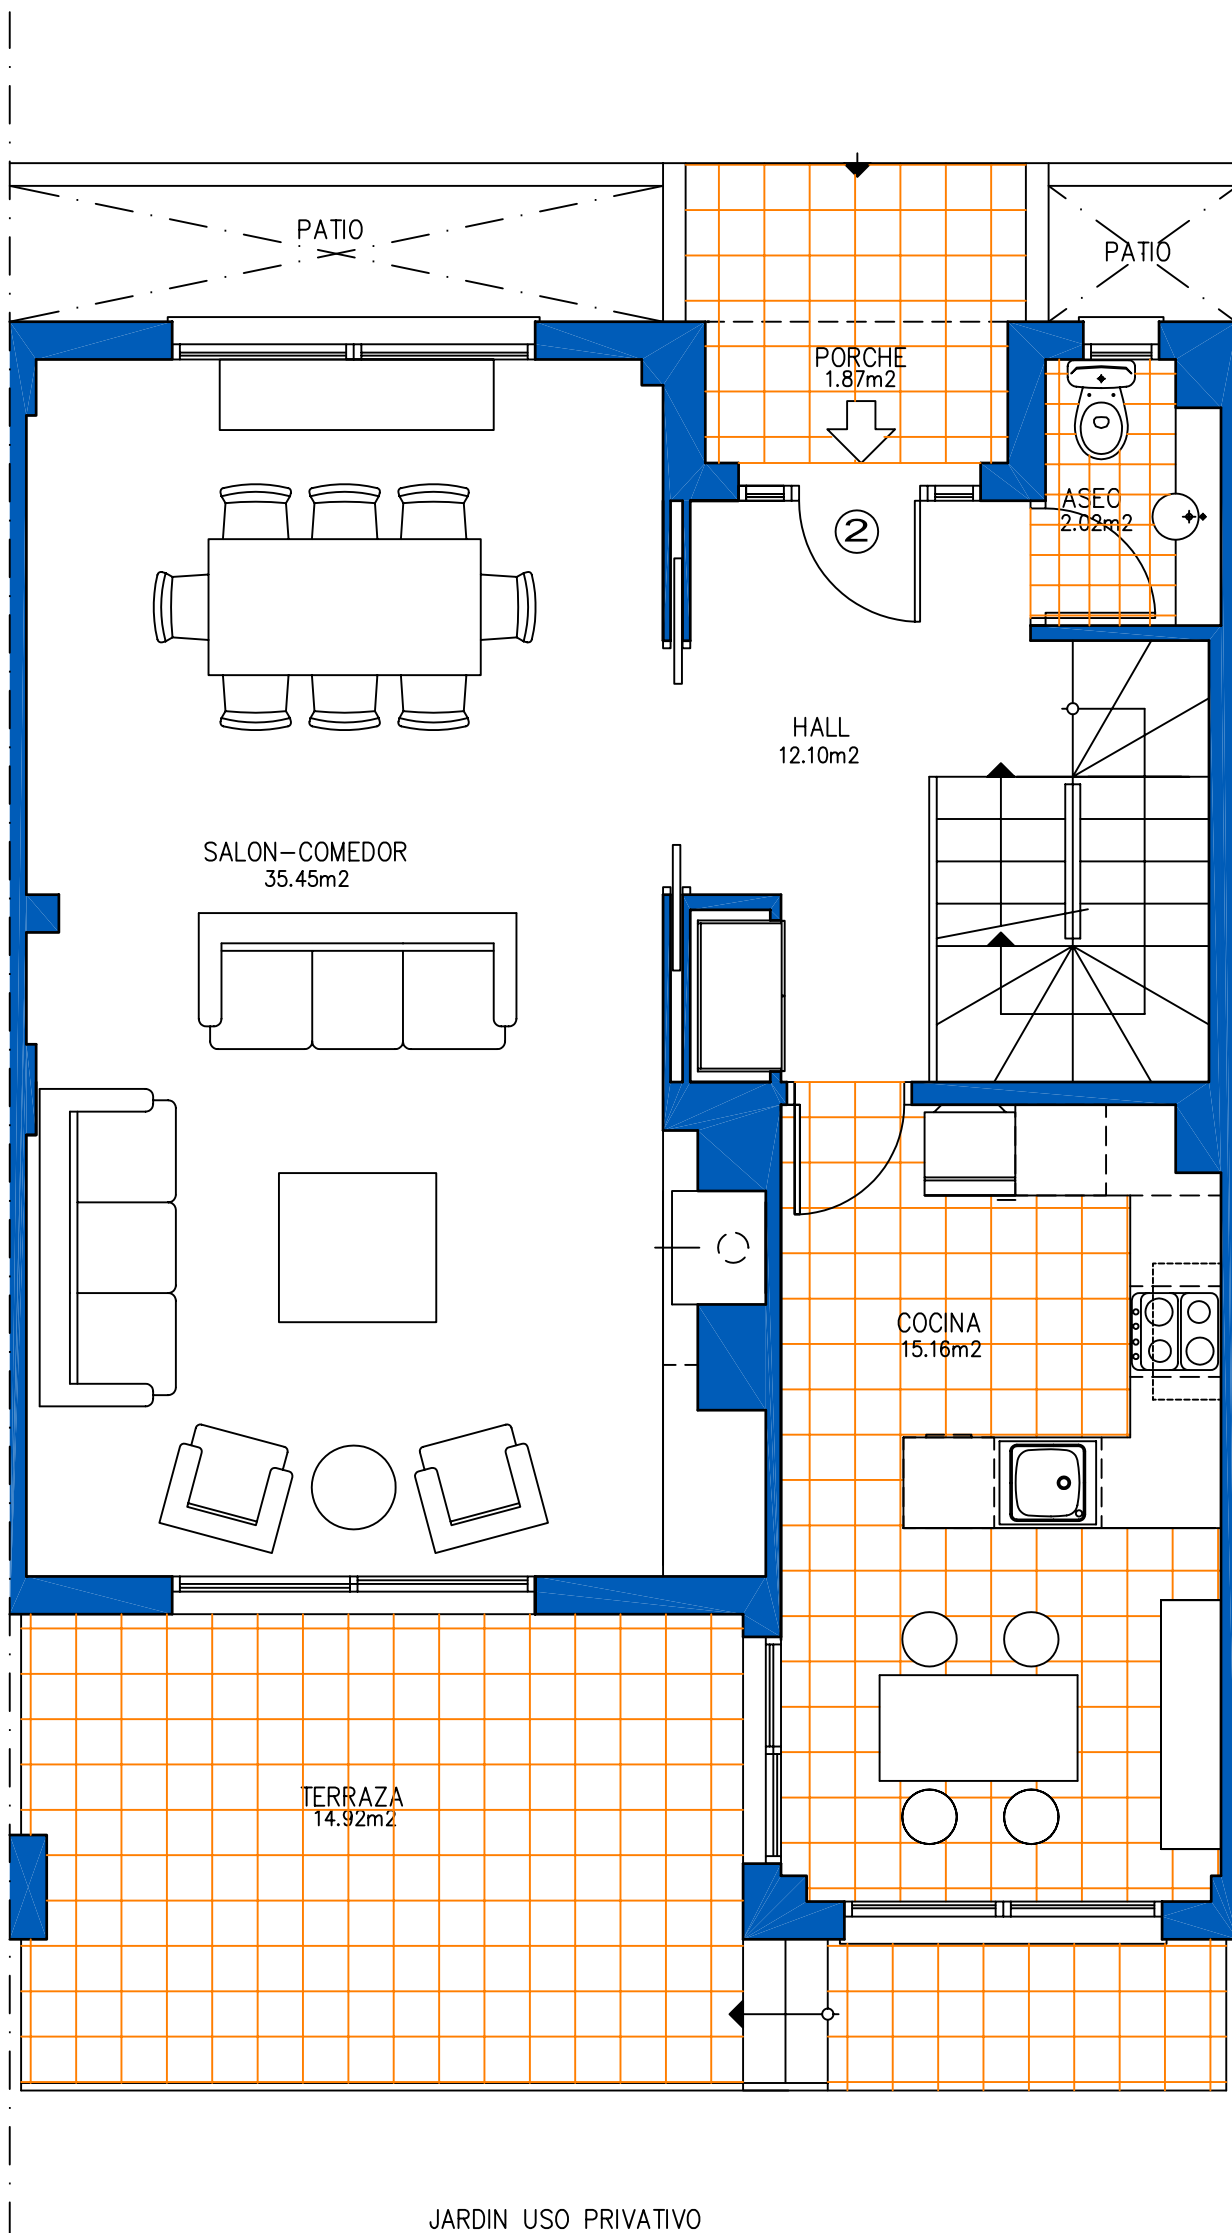 PATIO
PATIO
PORCHE
1.87m2
ASEO
2.02m2
2
HALL
12.10m2
SALON-COMEDOR
35.45m2
COCINA
15.16m2
TERRAZA
14.92m2
JARDIN USO PRIVATIVO